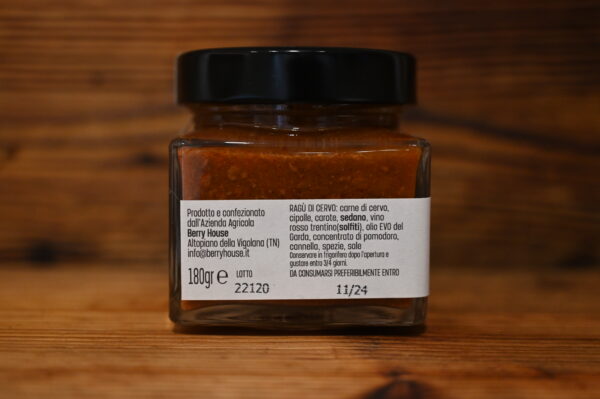 Prodotto e confezionato
dall'Azienda Agricola
Berry House
Altopiano della Vigolana (TN)
info@berryhouse.it
180gr e
LOTTO
22120
RAGÙ DI CERVO: carne di cervo,
cipolle, carote, sedano, vino
rosso trentino(solfiti), olio EVO del
Garda, concentrato di pomodoro,
cannella, spezie, sale
Conservare in frigorifero dopo l'apertura e
gustare entro 3/4 giorni.
DA CONSUMARSI PREFERIBILMENTE ENTRO
11/24